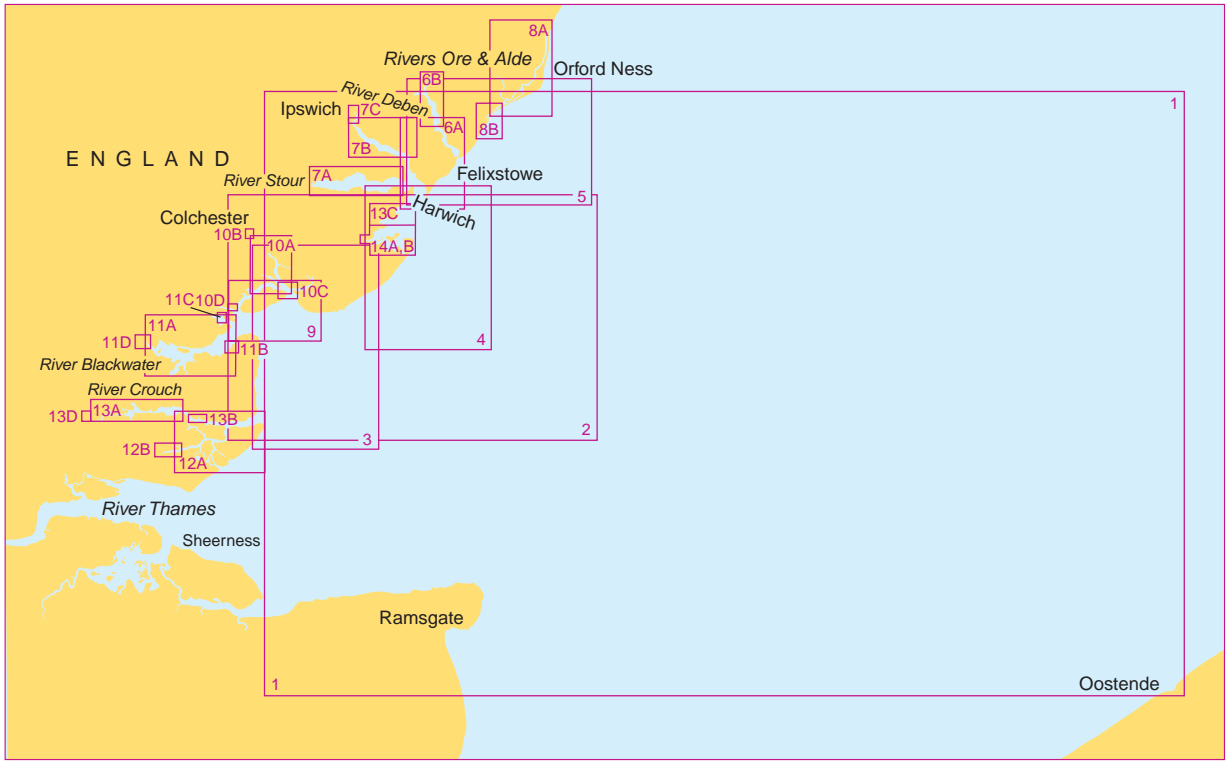 8A
Rivers Ore & Alde
Orford Ness
6B
1
River Deben
Ipswich
7C
6A
8B
7B
ENGLAND
Felixstowe
River Stour
7A
5
Harwich
13C
Colchester
10B
10A
14A,B
10C
11C
10D
11A
9
4
11D
11B
River Blackwater
River Crouch
13D
13A
13B
2
3
12B
12A
River Thames
Sheerness
Ramsgate
1
Oostende